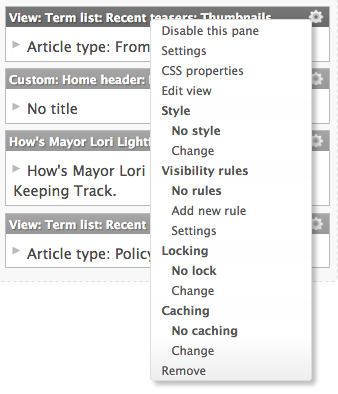 View: Term list: Recent teasers: Thumbnails
Disable this pane
Article type: From
Settings
CSS properties
Custom: Home header:
Edit view
No title
Style
No style
Change
How's Mayor Lori Light
Visibility rules
How's Mayor Lori
Keeping Track.
No rules
Add new rule
View: Term list: Recent
Settings
Article type: Policy
Locking
No lock
Change
Caching
No caching
Change
Remove